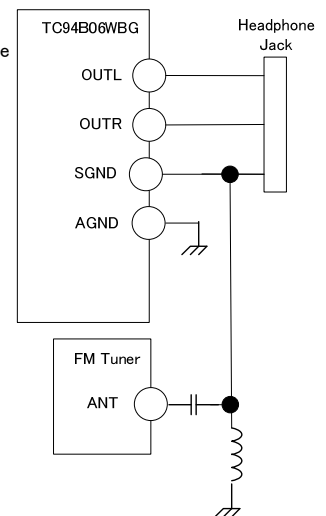 TC94B06WBG
Headphone
Jack
e
OUTL
OUTR
SGND
AGND
FM Tuner
ANT